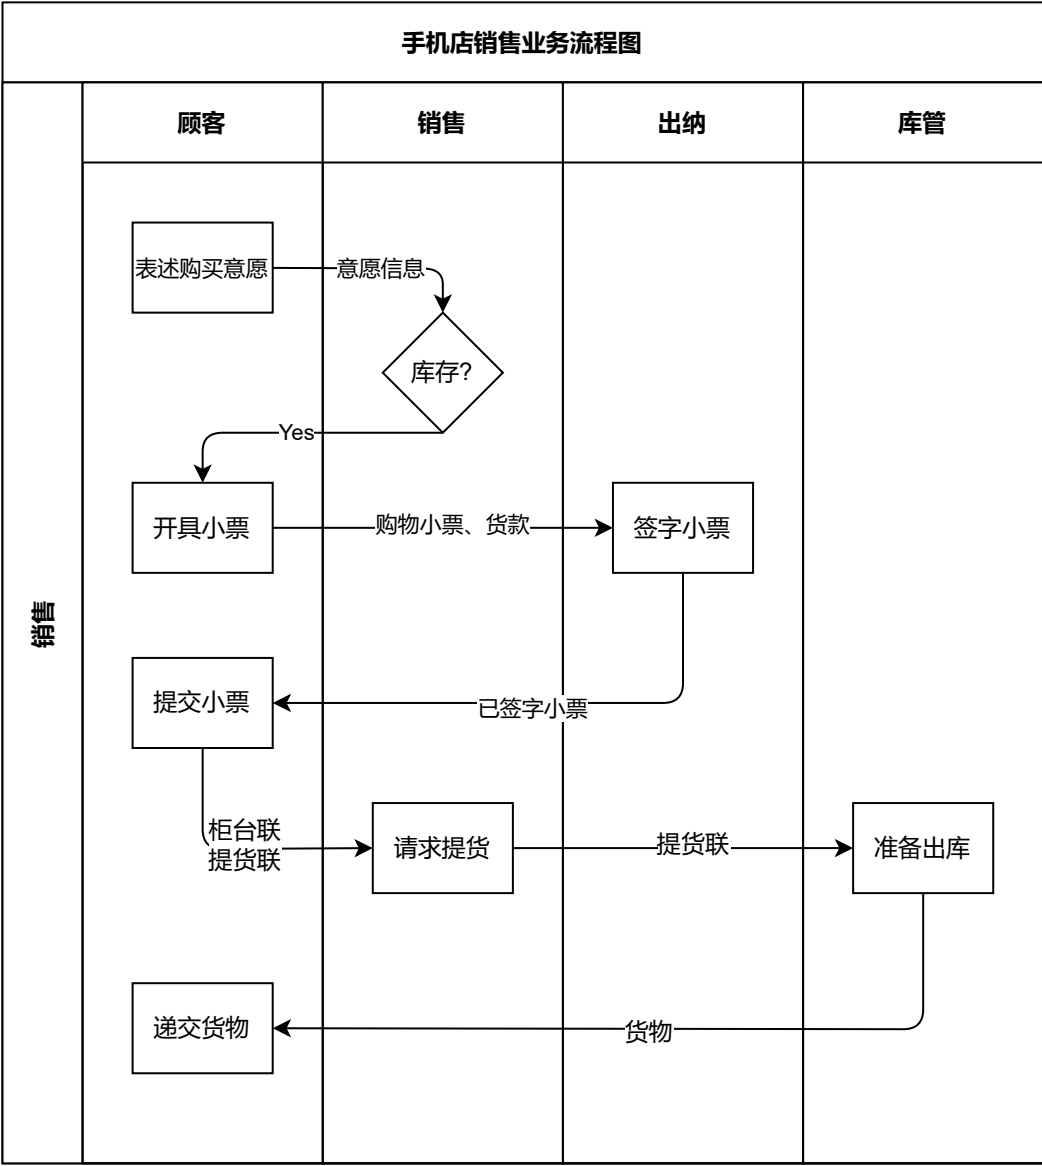 手机店销售业务流程图
顾客
销售
出纳
库管
销售
表述购买意愿
意愿信息
库存?
Yes
开具小票
购物小票、货款
签字小票
提交小票
已签字小票
柜台联
提货联
请求提货
提货联
准备出库
递交货物
货物